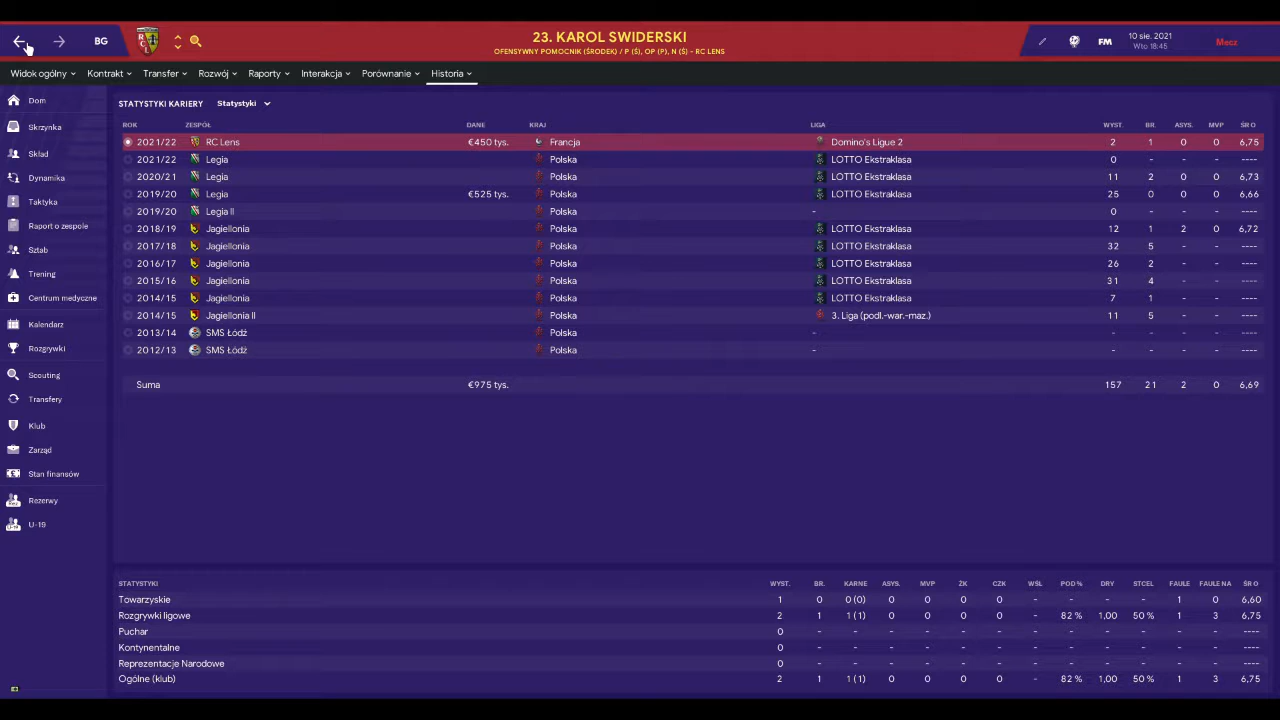 BG
23. KAROL SWIDERSKI
OFENSYWNY POMOCNIK (ŚRODEK) / P (Ś), OP (P), N (Ś) - RC LENS
FM
10 sie. 2021
Wto 18:45
Mecz
Widok ogólny Kontrakt Transfer Rozwój Raporty Interakcja Porównanie Historia
Dom
Skrzynka
Skład
Dynamika
Taktyka
Raport o zespole
Sztab
Trening
Centrum medyczne
Kalendarz
Rozgrywki
Scouting
Transfery
Klub
Zarząd
Stan finansów
Rezerwy
U-19
STATYSTYKI KARIERY Statystyki
ROK ZESPÓŁ DANE KRAJ LIGA WYST. BR. ASYS. MVP ŚR O
2021/22 RC Lens €450 tys. Francja Domino's Ligue 2 2 1 0 0 6,75
2021/22 Legia Polska LOTTO Ekstraklasa 0 - - - ----
2020/21 Legia Polska LOTTO Ekstraklasa 11 2 0 0 6,73
2019/20 Legia €525 tys. Polska LOTTO Ekstraklasa 25 0 0 0 6,66
2019/20 Legia II Polska - 0 - - - ----
2018/19 Jagiellonia Polska LOTTO Ekstraklasa 12 1 2 0 6,72
2017/18 Jagiellonia Polska LOTTO Ekstraklasa 32 5 - - ----
2016/17 Jagiellonia Polska LOTTO Ekstraklasa 26 2 - - ----
2015/16 Jagiellonia Polska LOTTO Ekstraklasa 31 4 - - ----
2014/15 Jagiellonia Polska LOTTO Ekstraklasa 7 1 - - ----
2014/15 Jagiellonia II Polska 3. Liga (podl.-war.-maz.) 11 5 - - ----
2013/14 SMS Łódź Polska - - - - - ----
2012/13 SMS Łódź Polska - - - - - ----
Suma €975 tys. 157 21 2 0 6,69
STATYSTYKI WYST. BR. KARNE ASYS. MVP ŻK CZK WŚL POD% DRY STCEL FAULE FAULE NA ŚR O
Towarzyskie 1 0 0 (0) 0 0 0 0 - - - - 1 0 6,60
Rozgrywki ligowe 2 1 1 (1) 0 0 0 0 - 82 % 1,00 50 % 1 3 6,75
Puchar 0 - - - - - - - - - - - - ----
Kontynentalne 0 - - - - - - - - - - - - ----
Reprezentacje Narodowe 0 - - - - - - - - - - - - ----
Ogólne (klub) 2 1 1 (1) 0 0 0 0 - 82 % 1,00 50 % 1 3 6,75